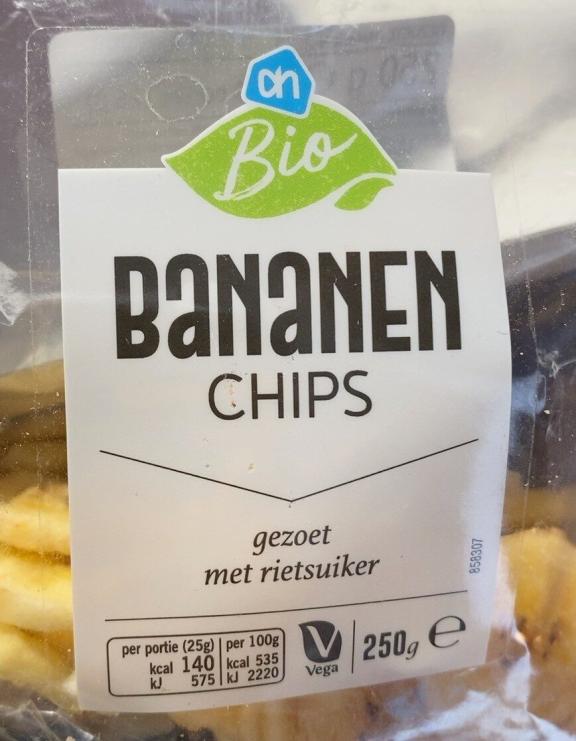 ah
Bio
BANANEN
CHIPS
gezoet
met rietsuiker
858307
per portie (25g) per 100g
kcal 140 kcal 535
kJ 575 kJ 2220
V
Vega
250g e